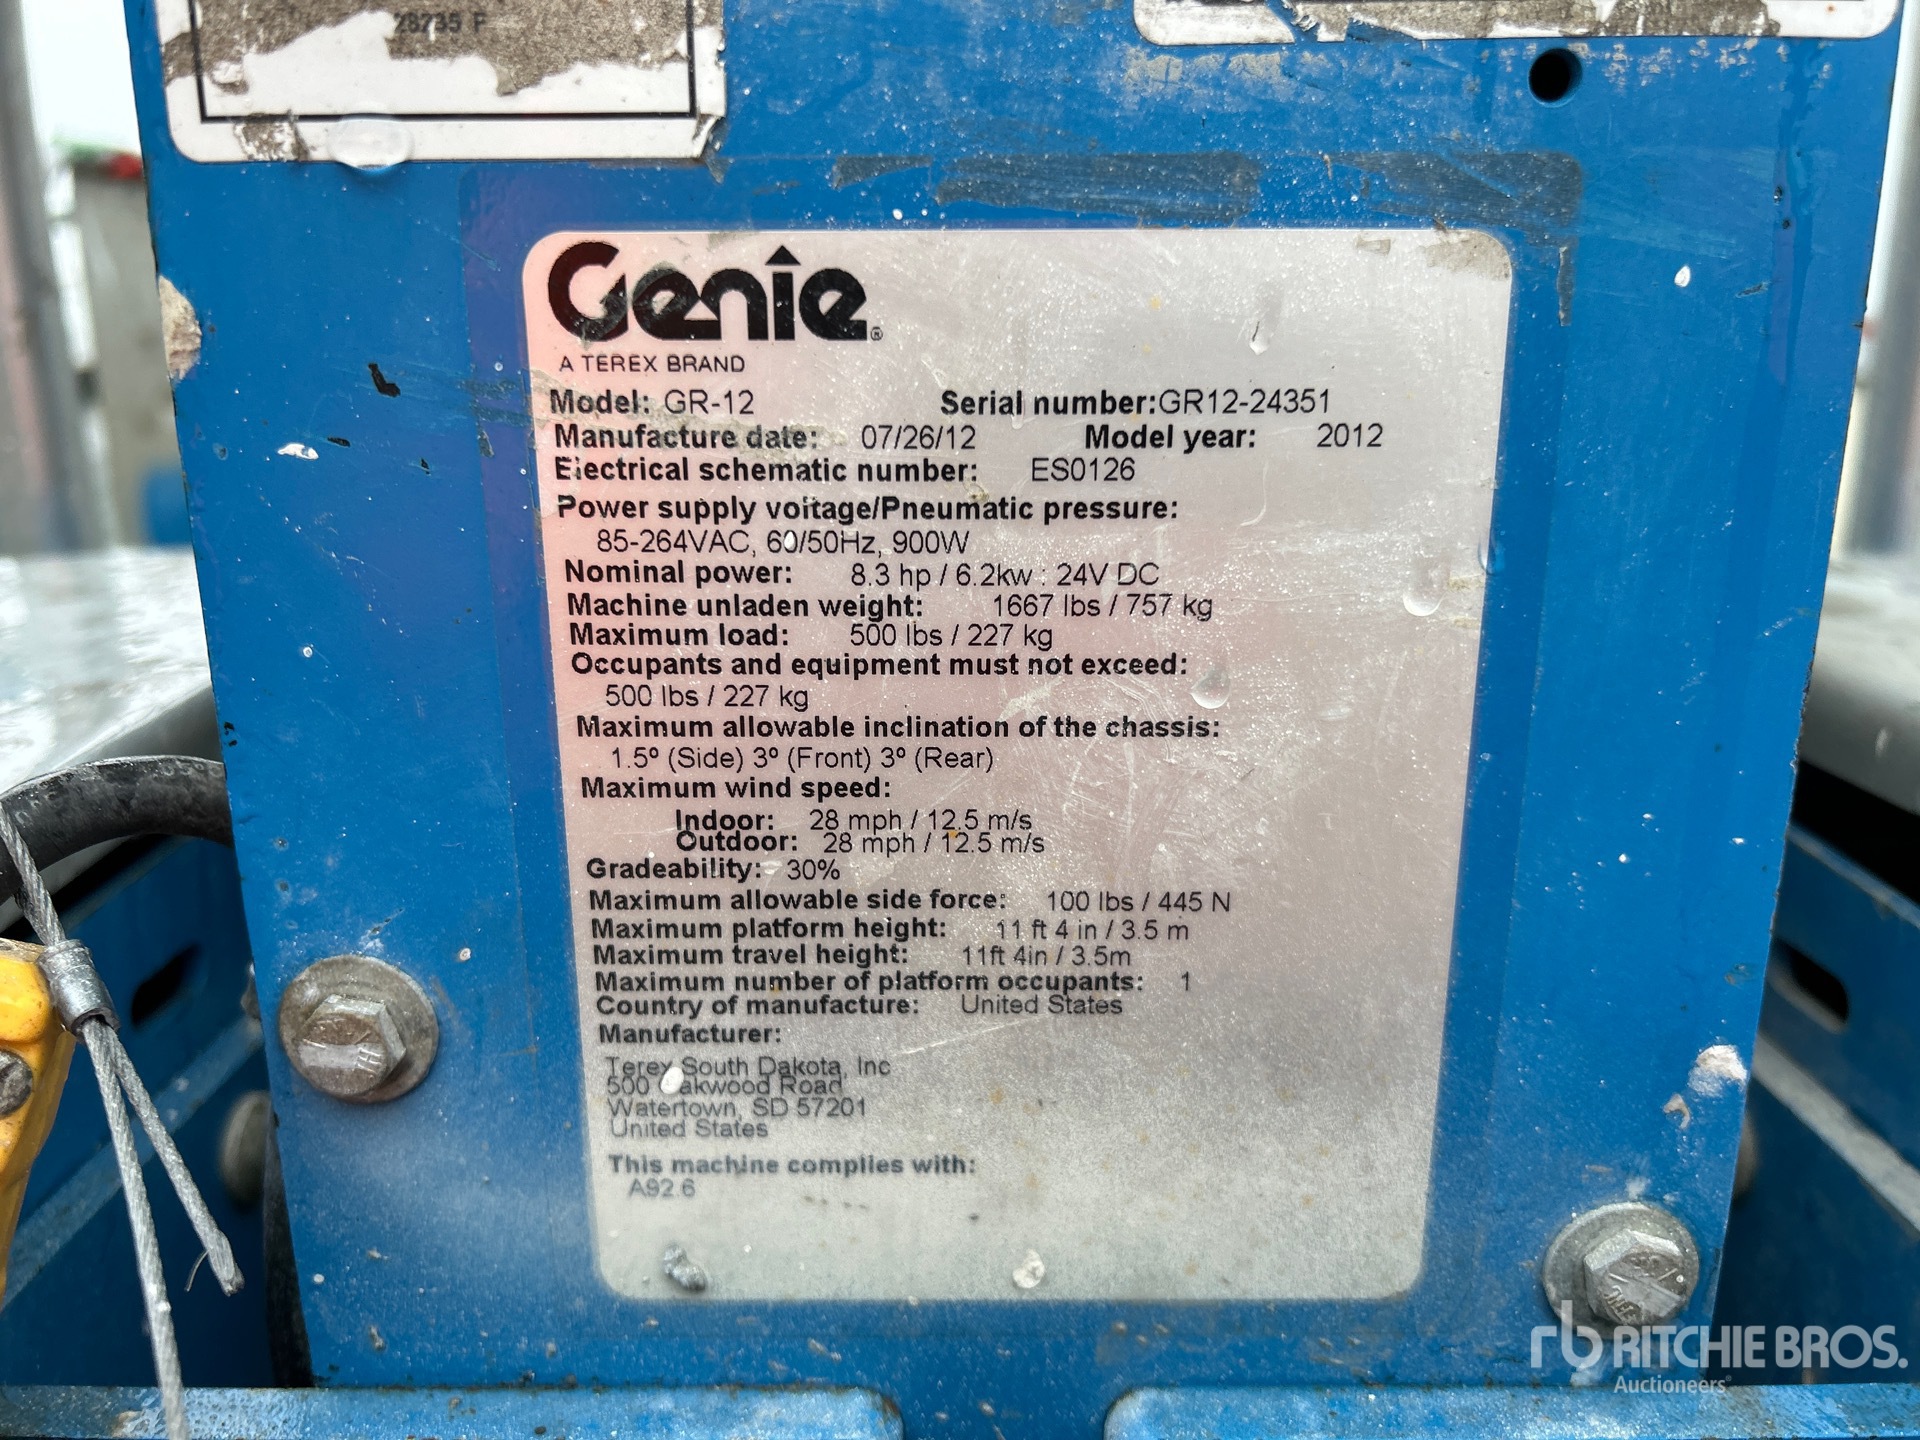 28735 F
Genie®
A TEREX BRAND
Model: GR-12 Serial number:GR12-24351
Manufacture date: 07/26/12 Model year: 2012
Electrical schematic number: ES0126
Power supply voltage/Pneumatic pressure:
85-264VAC, 60/50Hz, 900W
Nominal power: 8.3 hp / 6.2kw : 24V DC
Machine unladen weight: 1667 lbs / 757 kg
Maximum load: 500 lbs / 227 kg
Occupants and equipment must not exceed:
500 lbs / 227 kg
Maximum allowable inclination of the chassis:
1.5º (Side) 3º (Front) 3º (Rear)
Maximum wind speed:
Indoor: 28 mph / 12.5 m/s
Outdoor: 28 mph / 12.5 m/s
Gradeability: 30%
Maximum allowable side force: 100 lbs / 445 N
Maximum platform height: 11 ft 4 in / 3.5 m
Maximum travel height: 11ft 4in / 3.5m
Maximum number of platform occupants: 1
Country of manufacture: United States
Manufacturer:
Terex South Dakota, Inc
500 Oakwood Road
Watertown, SD 57201
United States
This machine complies with:
A92.6
rb RITCHIE BROS.
Auctioneers